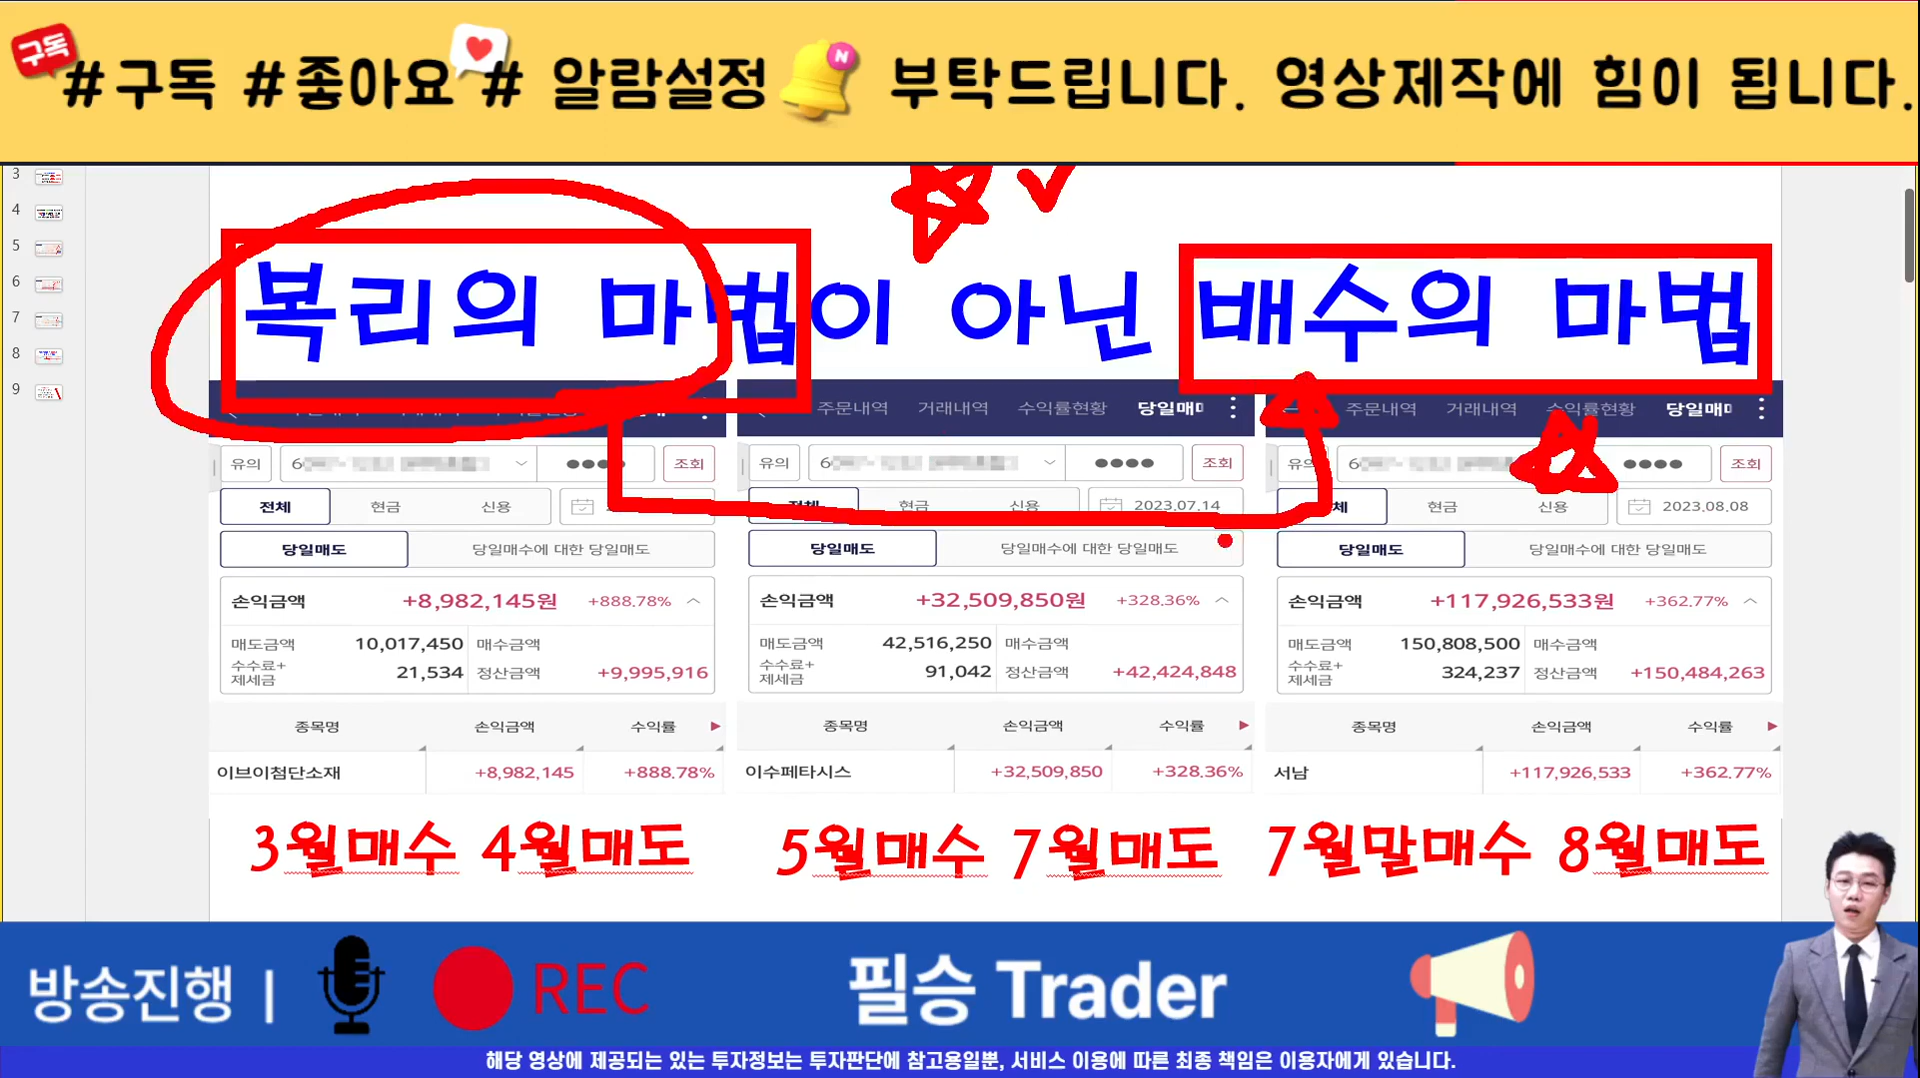 구독
#구독 #좋아요 # 알람설정 N 부탁드립니다. 영상제작에 힘이 됩니다.
3
4
5
6
7
8
9
복리의 마법이 아닌 배수의 마법
주문내역 거래내역 수익률현황 당일매도
주문내역 거래내역 수익률현황 당일매도
유의 6 ●●●● 조회
전체 현금 신용
당일매도 당일매수에 대한 당일매도
손익금액 +8,982,145원 +888.78%
매도금액 10,017,450 매수금액
수수료+
제세금 21,534 정산금액 +9,995,916
종목명 손익금액 수익률
이브이첨단소재 +8,982,145 +888.78%
3월매수 4월매도
유의 6 ●●●● 조회
전체 현금 신용 2023.07.14
당일매도 당일매수에 대한 당일매도
손익금액 +32,509,850원 +328.36%
매도금액 42,516,250 매수금액
수수료+
제세금 91,042 정산금액 +42,424,848
종목명 손익금액 수익률
이수페타시스 +32,509,850 +328.36%
5월매수 7월매도
유의 6 ●●●● 조회
현금 신용 2023.08.08
당일매도 당일매수에 대한 당일매도
손익금액 +117,926,533원 +362.77%
매도금액 150,808,500 매수금액
수수료+
제세금 324,237 정산금액 +150,484,263
종목명 손익금액 수익률
서남 +117,926,533 +362.77%
7월말매수 8월매도
방송진행 | REC 필승 Trader
해당 영상에 제공되는 있는 투자정보는 투자판단에 참고용일뿐, 서비스 이용에 따른 최종 책임은 이용자에게 있습니다.